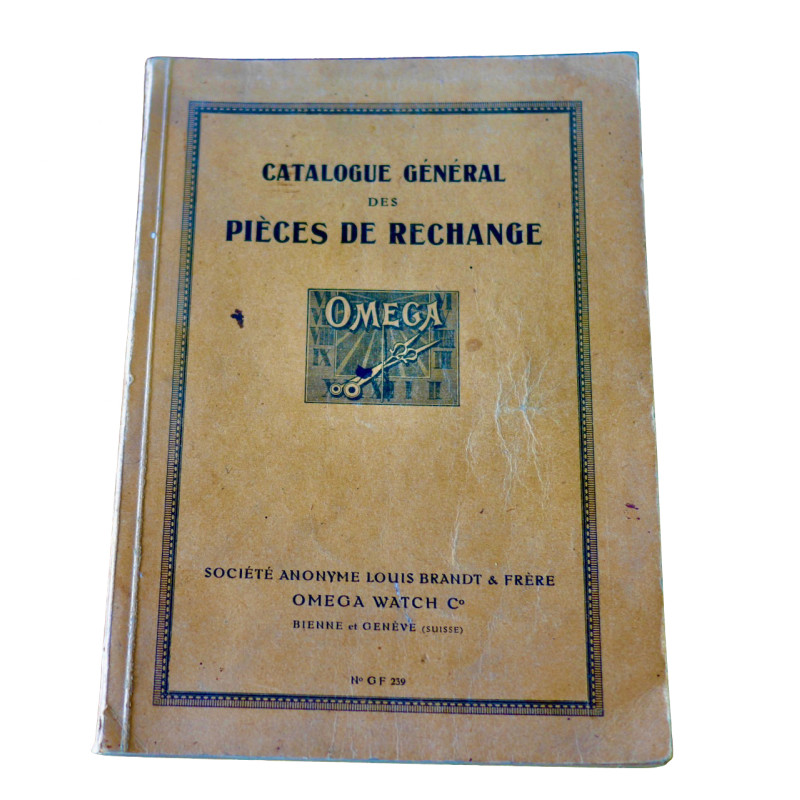 CATALOGUE GÉNÉRAL
DES
PIÈCES DE RECHANGE
OMEGA
SOCIÉTÉ ANONYME LOUIS BRANDT & FRÈRE
OMEGA WATCH Cº
BIENNE et GENÈVE (SUISSE)
Nº GF 239